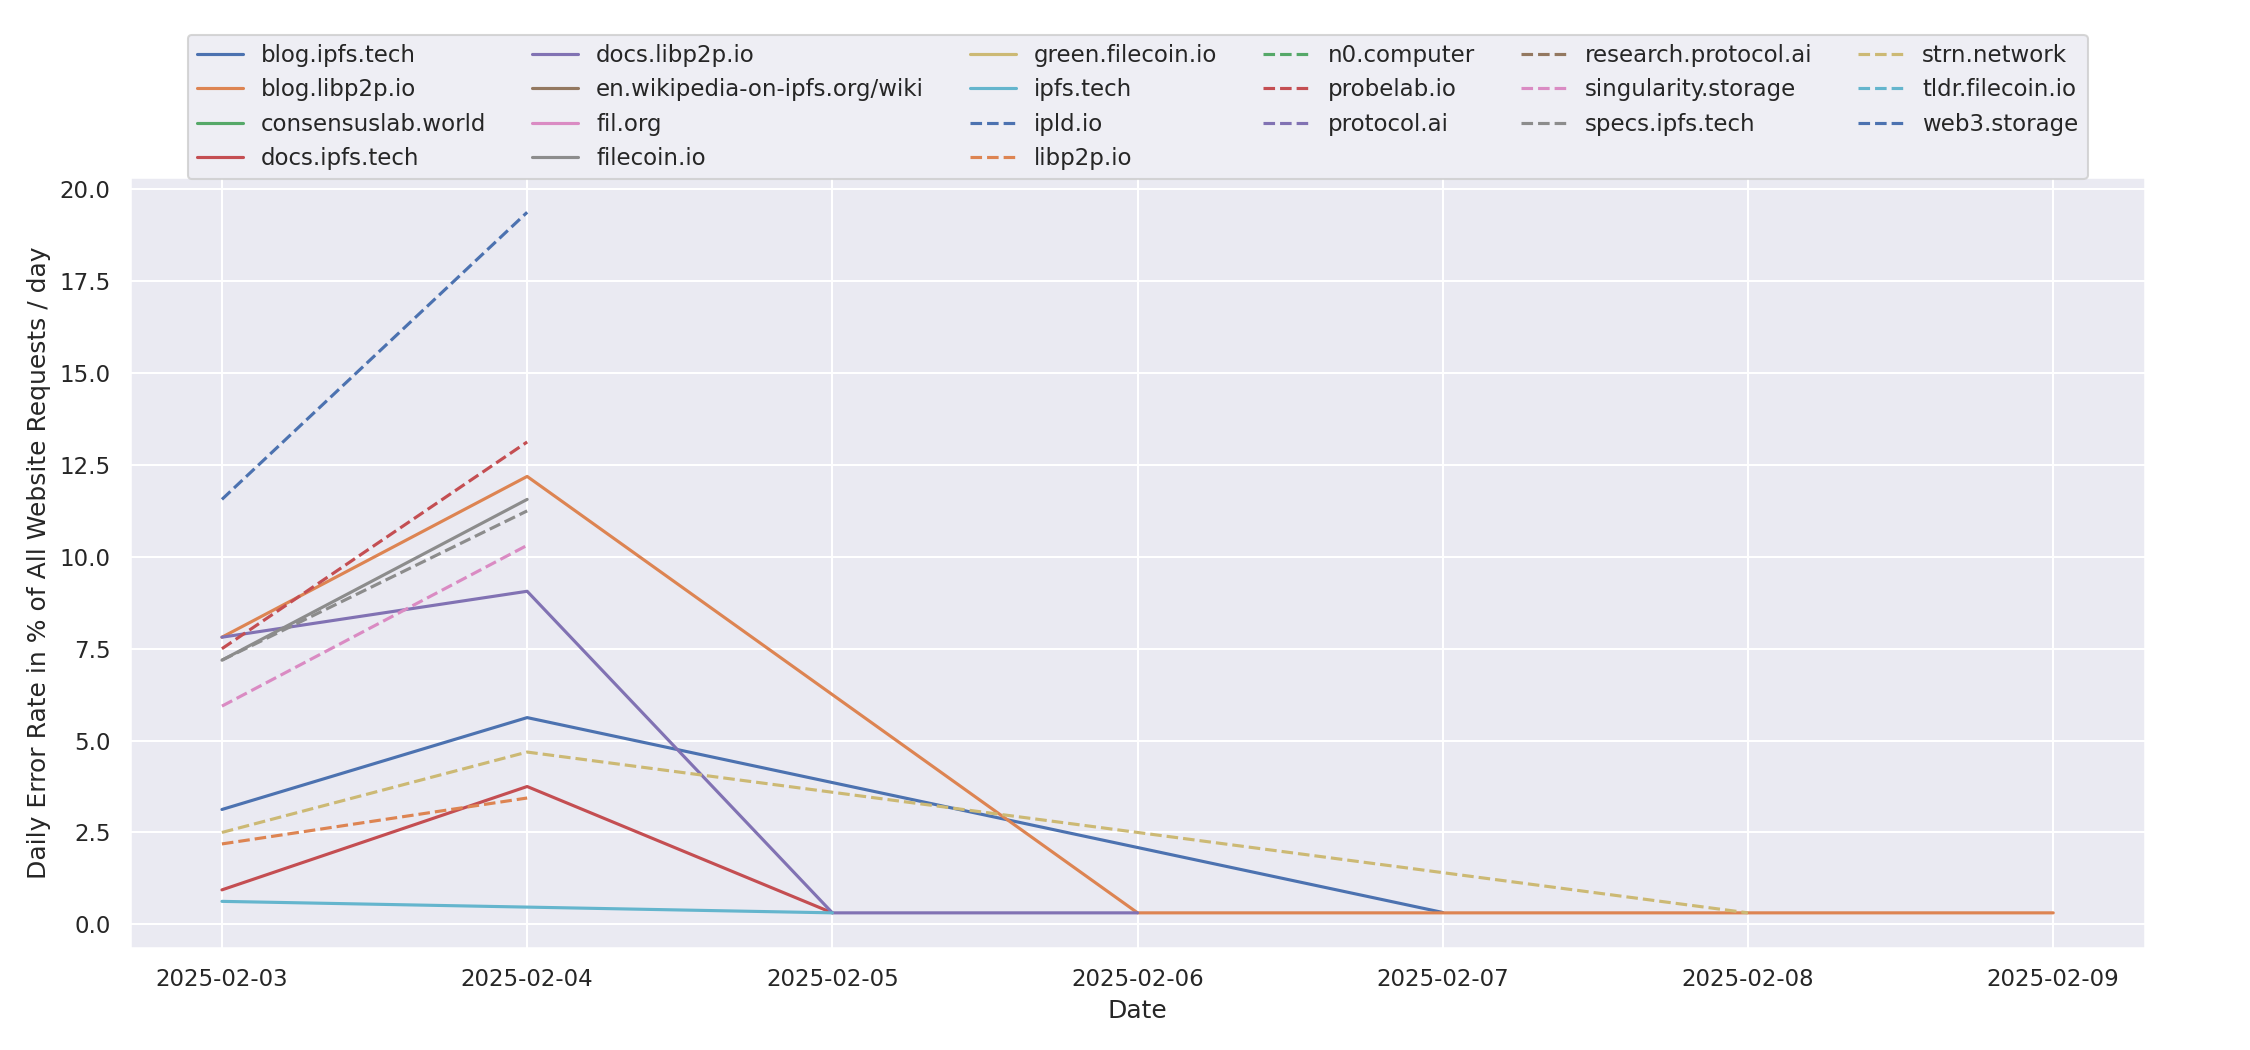 blog.ipfs.tech
blog.libp2p.io
consensuslab.world
docs.ipfs.tech
docs.libp2p.io
en.wikipedia-on-ipfs.org/wiki
fil.org
filecoin.io
green.filecoin.io
ipfs.tech
ipld.io
libp2p.io
n0.computer
probelab.io
protocol.ai
research.protocol.ai
singularity.storage
specs.ipfs.tech
strn.network
tldr.filecoin.io
web3.storage
Daily Error Rate in % of All Website Requests / day
20.0
17.5
15.0
12.5
10.0
7.5
5.0
2.5
0.0
2025-02-03
2025-02-04
2025-02-05
2025-02-06
2025-02-07
2025-02-08
2025-02-09
Date